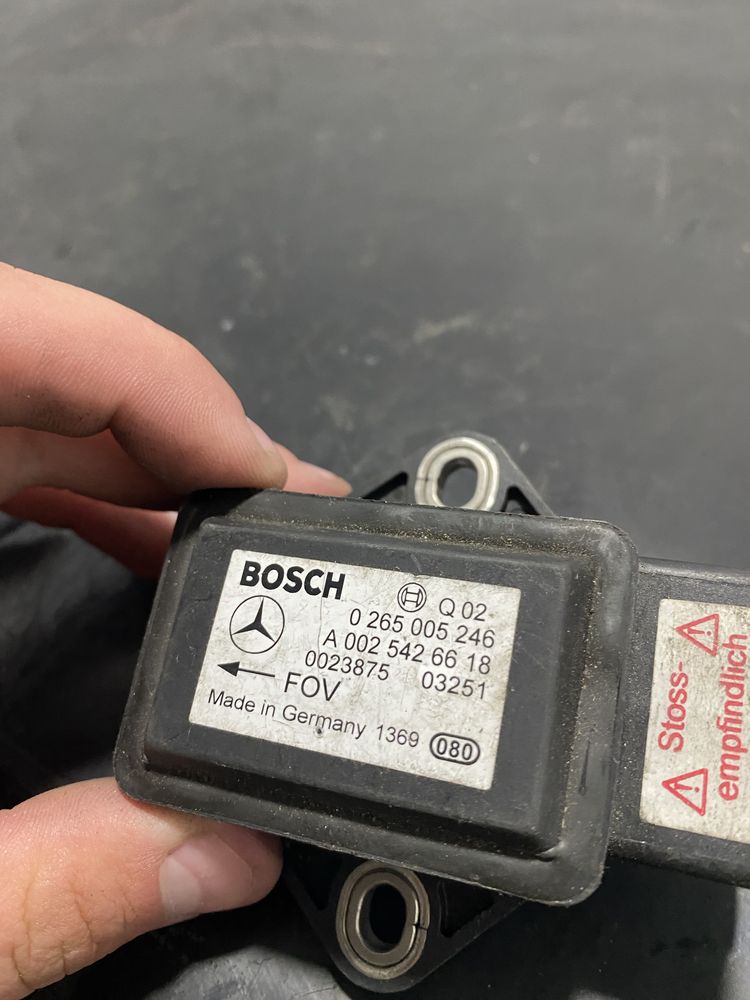 BOSCH
Q 02
0 265 005 246
A 002 542 66 18
0023875 03251
FOV
Made in Germany 1369 080
Stoss-
empfindlich